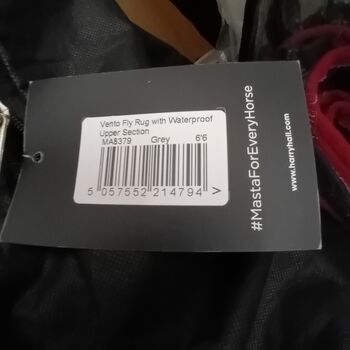 Vento Fly Rug with Waterproof
Upper Section
MA8379 Grey 6'6
5 057552 214794 >
#MastaForEveryHorse
www.harryhall.com